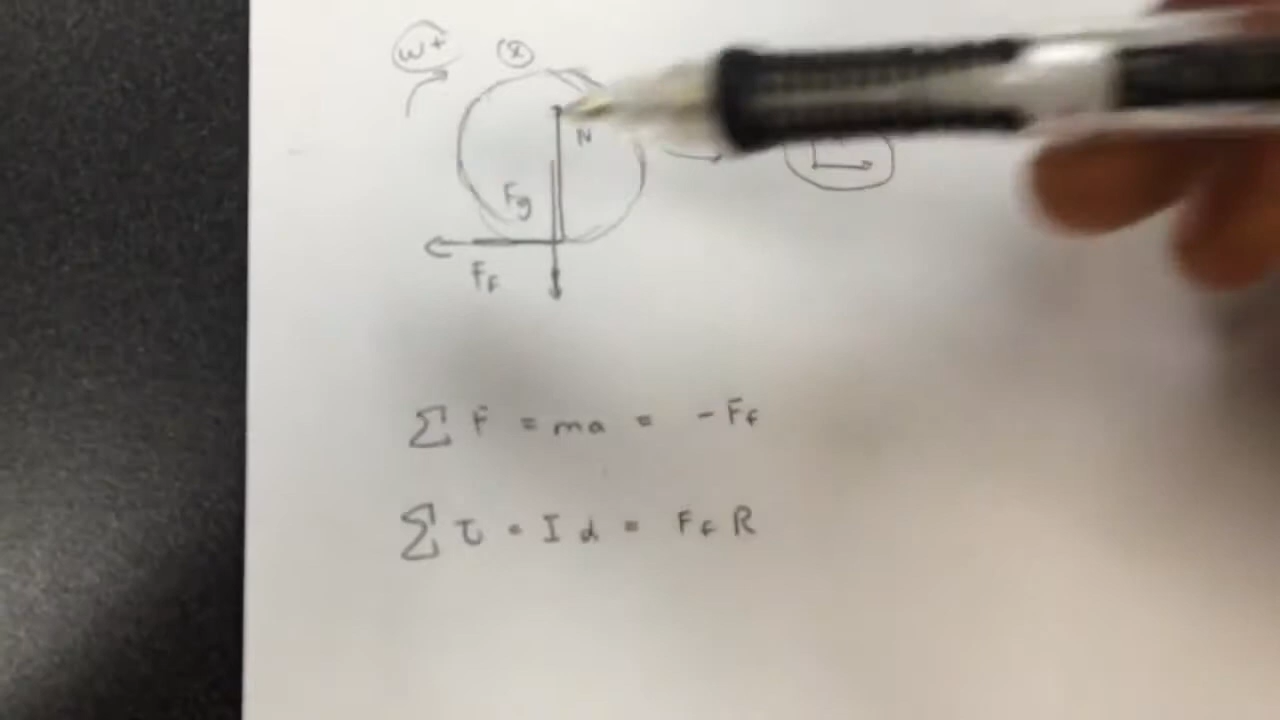 ω+
N
Fg
Ff
Σ F = ma = - Ff
Σ τ = I α = Ff R